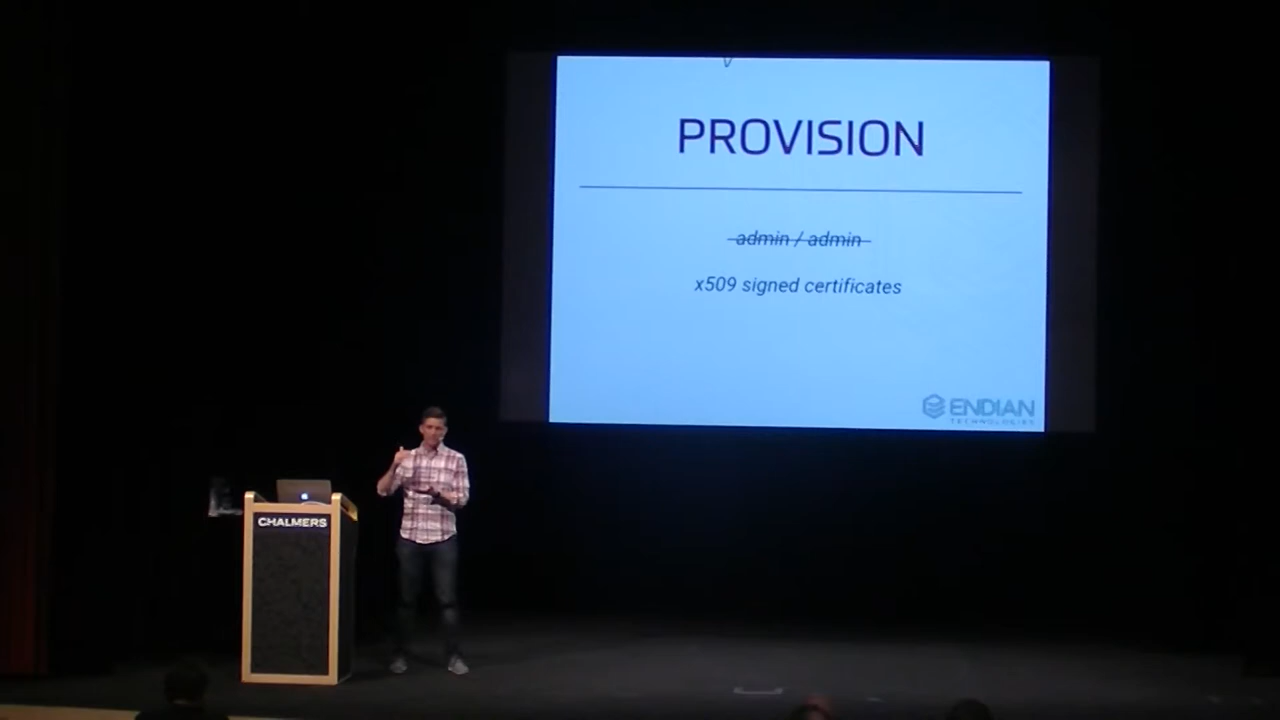 PROVISION
admin / admin
x509 signed certificates
ENDIAN
TECHNOLOGIES
CHALMERS